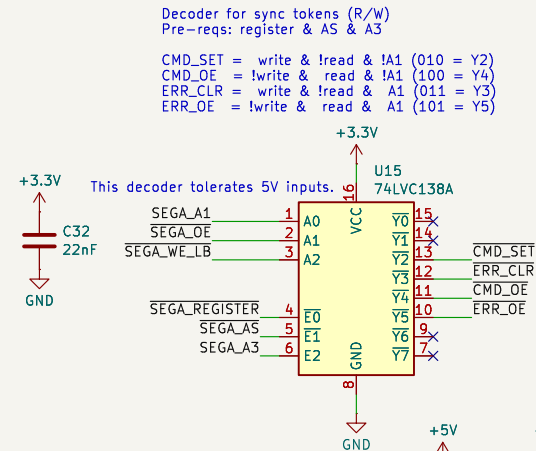 Decoder for sync tokens (R/W)
Pre-reqs: register & AS & A3
CMD_SET = write & !read & !A1 (010 = Y2)
CMD_OE = !write & read & !A1 (100 = Y4)
ERR_CLR = write & !read & A1 (011 = Y3)
ERR_OE = !write & read & A1 (101 = Y5)
+3.3V
U15
74LVC138A
This decoder tolerates 5V inputs.
+3.3V
C32
22nF
GND
SEGA_A1 1 A0
SEGA_OE 2 A1
SEGA_WE_LB 3 A2
SEGA_REGISTER 4 E0
SEGA_AS 5 E1
SEGA_A3 6 E2
16 VCC
8 GND
Y0 15
Y1 14
Y2 13 CMD_SET
Y3 12 ERR_CLR
Y4 11 CMD_OE
Y5 10 ERR_OE
Y6 9
Y7 7
GND
+5V